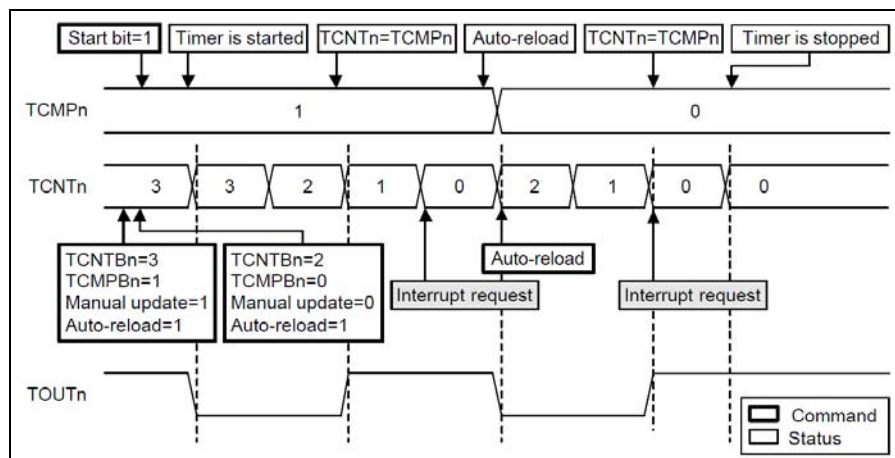 Start bit=1 Timer is started TCNTn=TCMPn Auto-reload TCNTn=TCMPn Timer is stopped
TCMPn 1 0
TCNTn 3 3 2 1 0 2 1 0 0
TCNTBn=3
TCMPBn=1
Manual update=1
Auto-reload=1
TCNTBn=2
TCMPBn=0
Manual update=0
Auto-reload=1
Interrupt request
Auto-reload
Interrupt request
TOUTn
Command
Status